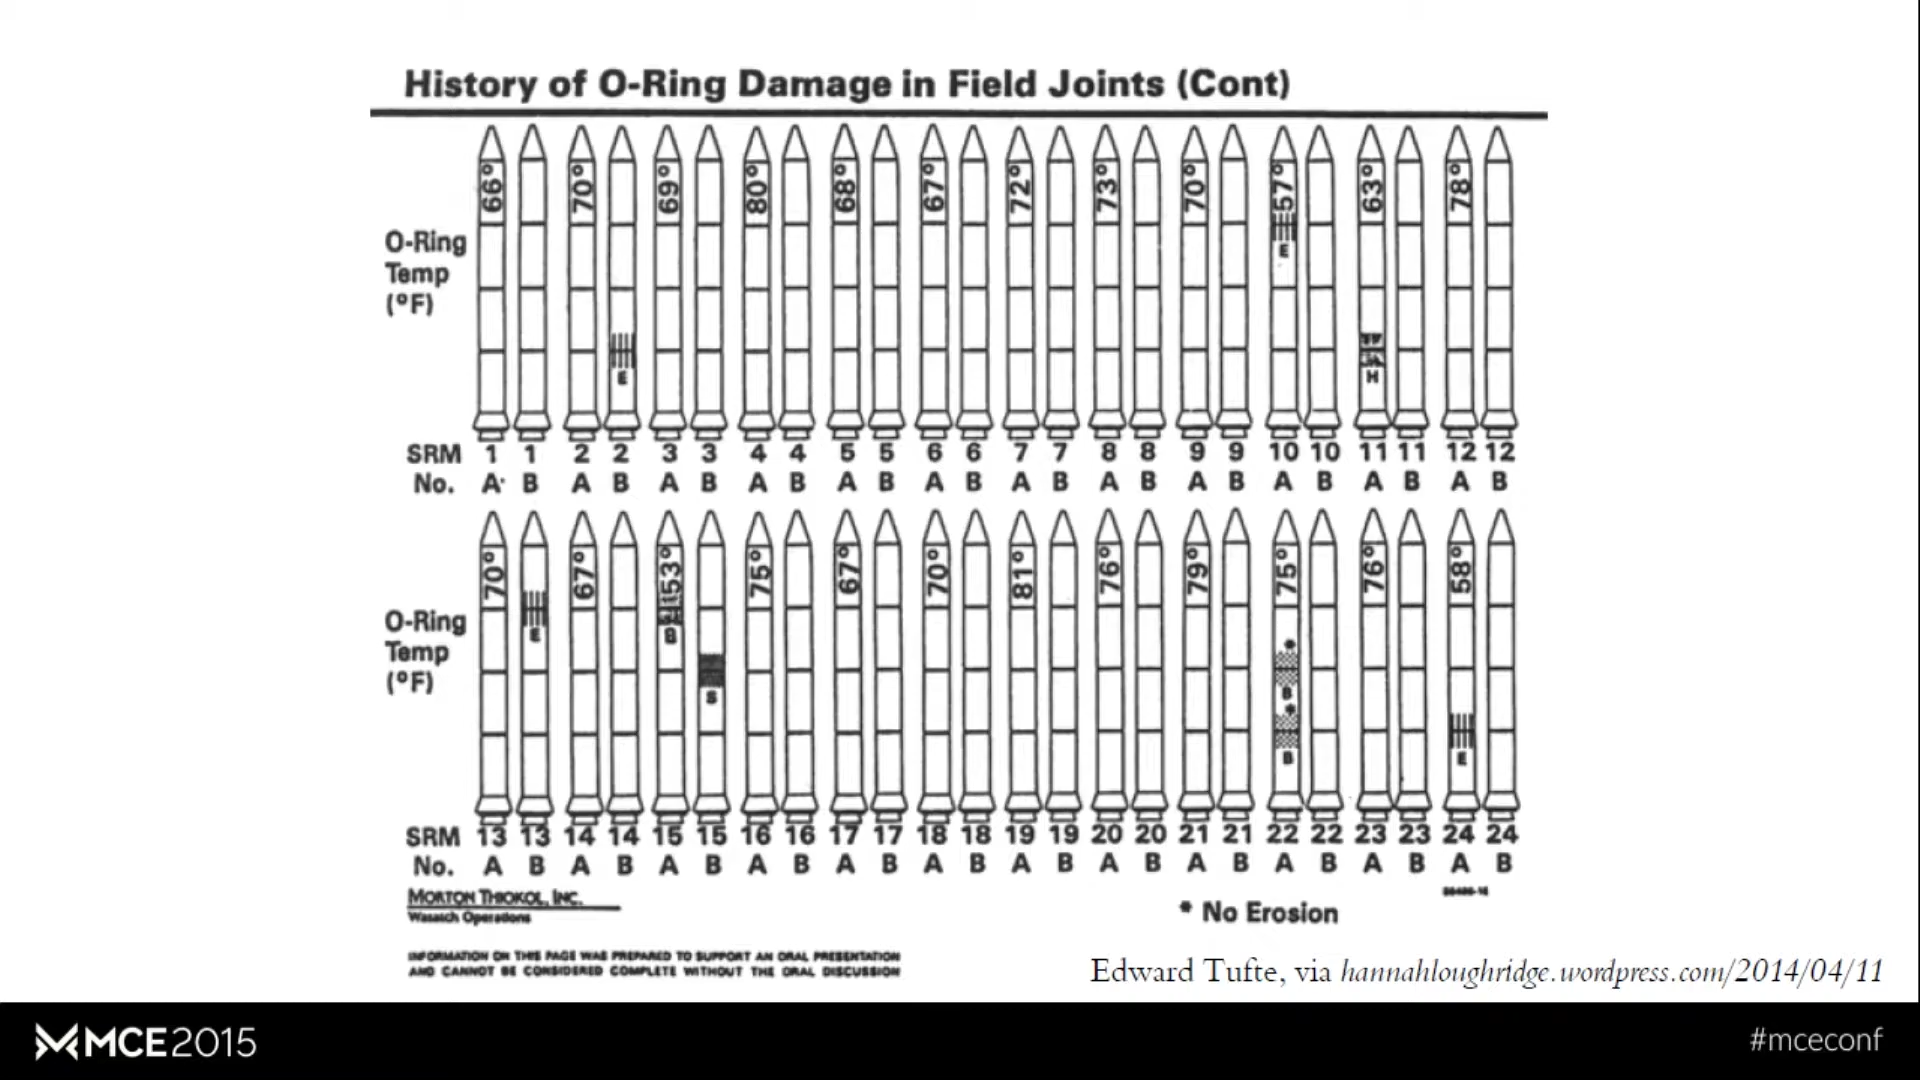 History of O-Ring Damage in Field Joints (Cont)
66° 70° 69° 80° 68° 67° 72° 73° 70° 57° 63° 78°
O-Ring
Temp
(°F)
E
E
H
SRM 1 1 2 2 3 3 4 4 5 5 6 6 7 7 8 8 9 9 10 10 11 11 12 12
No. A B A B A B A B A B A B A B A B A B A B A B A B
70° 67° 53° 75° 67° 70° 81° 76° 79° 75° 76° 58°
O-Ring
Temp
(°F)
E
B
S
*
B
*
B
E
SRM 13 13 14 14 15 15 16 16 17 17 18 18 19 19 20 20 21 21 22 22 23 23 24 24
No. A B A B A B A B A B A B A B A B A B A B A B A B
MORTON THIOKOL, INC.
Wasatch Operations
* No Erosion
INFORMATION ON THIS PAGE WAS PREPARED TO SUPPORT AN ORAL PRESENTATION
AND CANNOT BE CONSIDERED COMPLETE WITHOUT THE ORAL DISCUSSION
Edward Tufte, via hannahloughridge.wordpress.com/2014/04/11
MCE2015
#mceconf